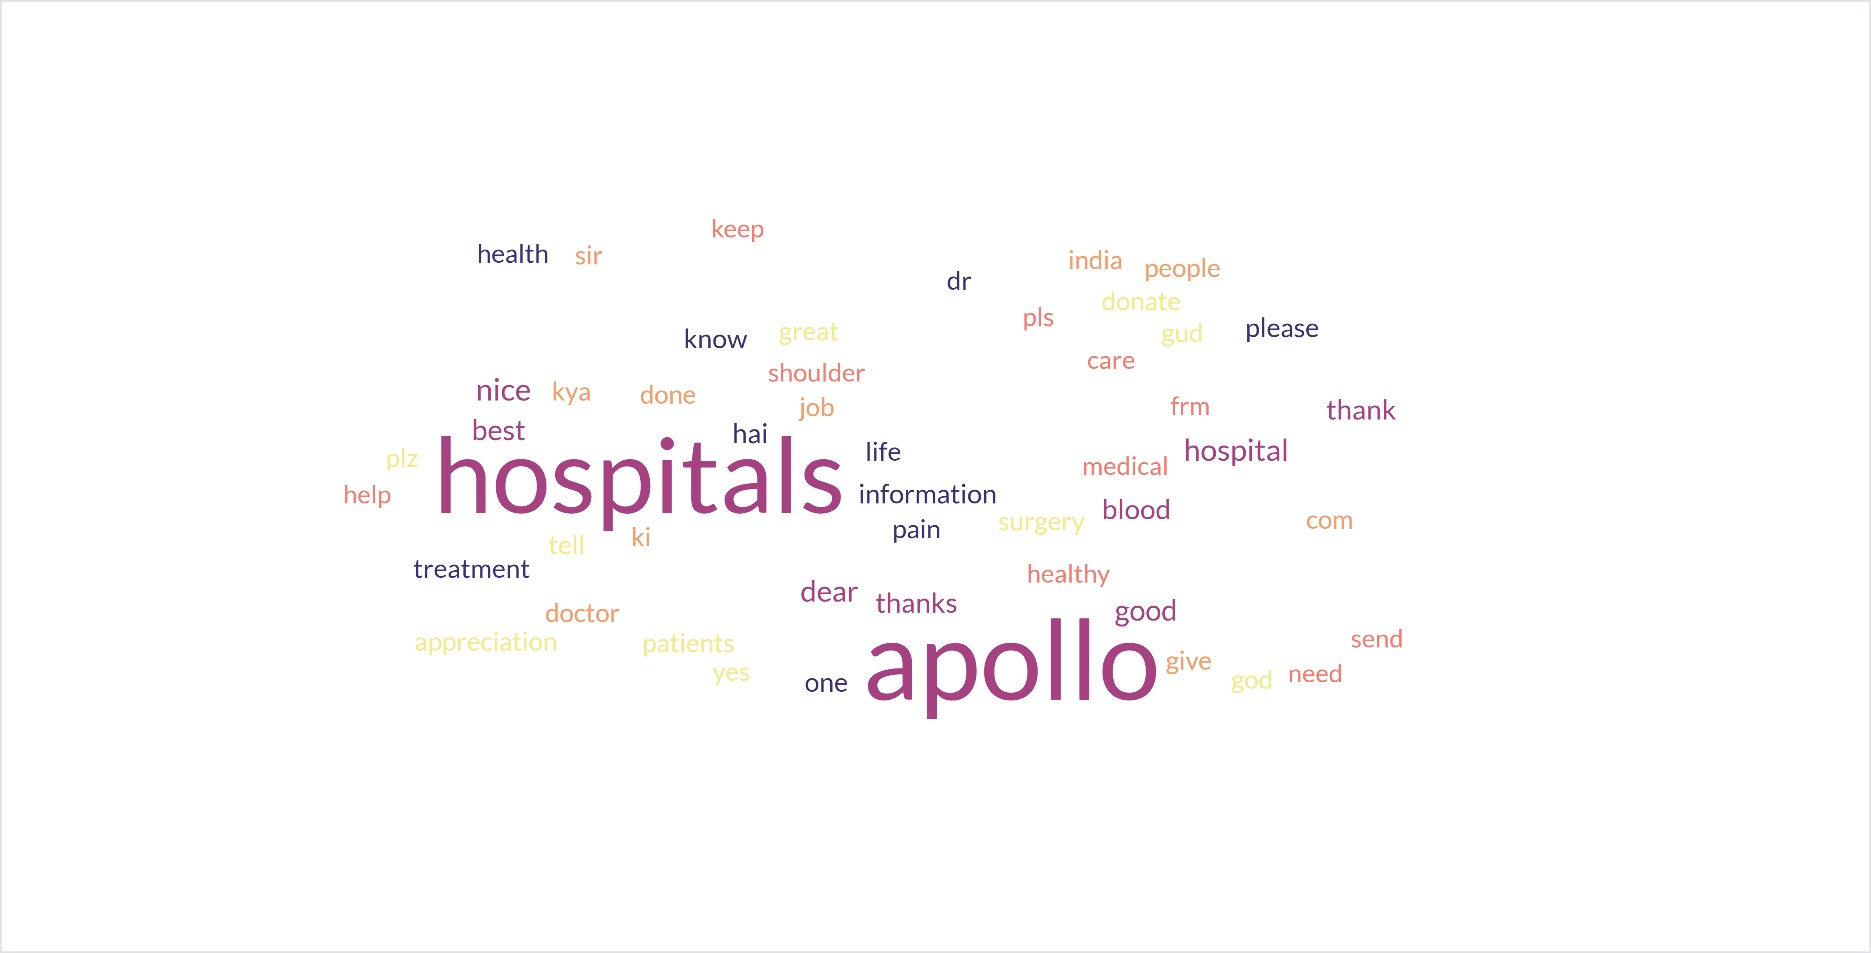 keep
health sir
india people
dr
donate
pls
gud please
know great
care
shoulder
nice kya done
job
frm thank
best
hai
life
hospital
plz
medical
help hospitals information
blood
surgery com
pain
tell ki
treatment
healthy
dear thanks
doctor good
appreciation patients
send
yes one apollo give god need